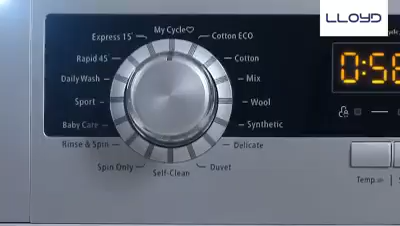 LLOYD
My Cycle♡
Express 15'
Cotton ECO
Rapid 45'
Cotton
Daily Wash
Mix
Sport
Wool
Baby Care
Synthetic
Rinse & Spin
Delicate
Spin Only
Duvet
Self-Clean
0:58
Temp.